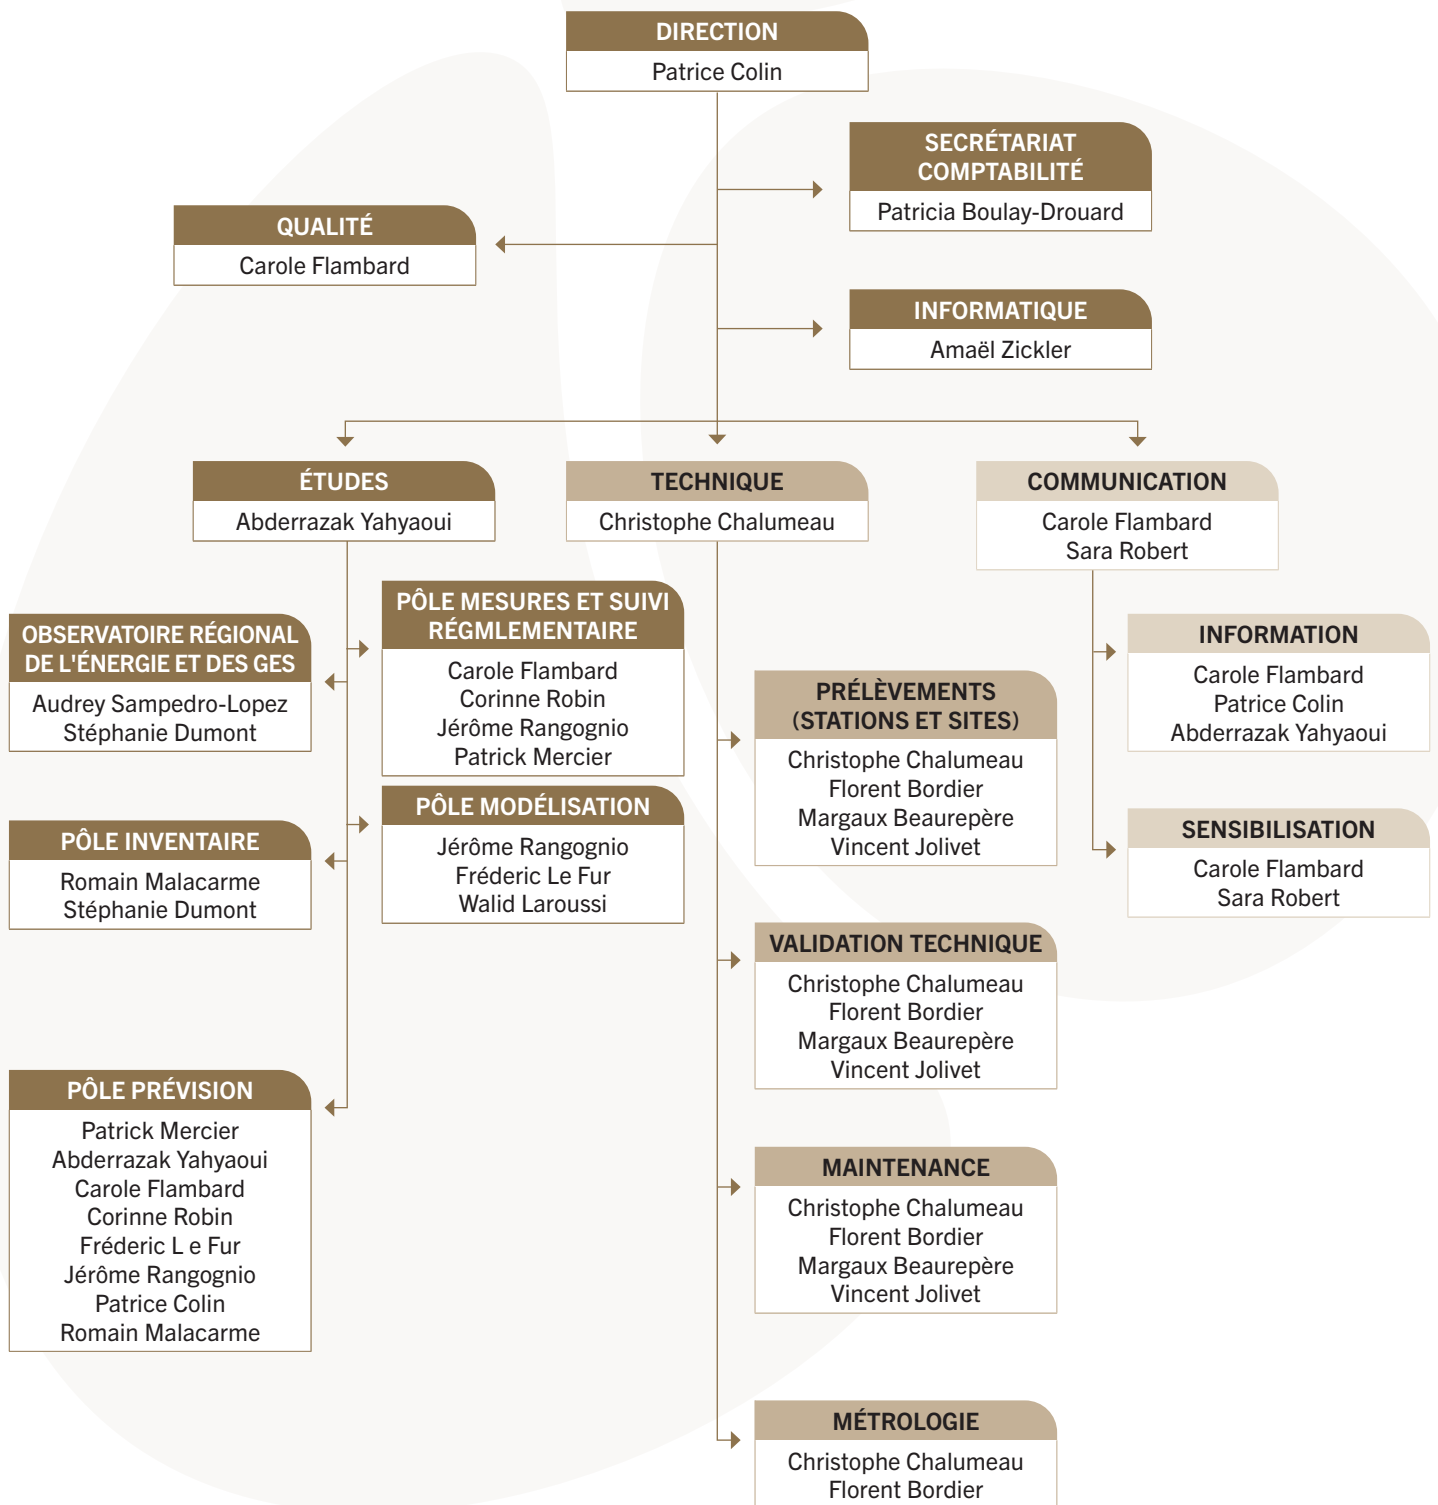 DIRECTION
Patrice Colin
SECRÉTARIAT
COMPTABILITÉ
Patricia Boulay-Drouard
QUALITÉ
Carole Flambard
INFORMATIQUE
Amaël Zickler
ÉTUDES
Abderrazak Yahyaoui
TECHNIQUE
Christophe Chalumeau
COMMUNICATION
Carole Flambard
Sara Robert
OBSERVATOIRE RÉGIONAL
DE L'ÉNERGIE ET DES GES
Audrey Sampedro-Lopez
Stéphanie Dumont
PÔLE MESURES ET SUIVI
RÉGMLEMENTAIRE
Carole Flambard
Corinne Robin
Jérôme Rangognio
Patrick Mercier
PÔLE INVENTAIRE
Romain Malacarme
Stéphanie Dumont
PÔLE MODÉLISATION
Jérôme Rangognio
Fréderic Le Fur
Walid Laroussi
PÔLE PRÉVISION
Patrick Mercier
Abderrazak Yahyaoui
Carole Flambard
Corinne Robin
Fréderic L e Fur
Jérôme Rangognio
Patrice Colin
Romain Malacarme
PRÉLÈVEMENTS
(STATIONS ET SITES)
Christophe Chalumeau
Florent Bordier
Margaux Beaurepère
Vincent Jolivet
VALIDATION TECHNIQUE
Christophe Chalumeau
Florent Bordier
Margaux Beaurepère
Vincent Jolivet
MAINTENANCE
Christophe Chalumeau
Florent Bordier
Margaux Beaurepère
Vincent Jolivet
MÉTROLOGIE
Christophe Chalumeau
Florent Bordier
INFORMATION
Carole Flambard
Patrice Colin
Abderrazak Yahyaoui
SENSIBILISATION
Carole Flambard
Sara Robert